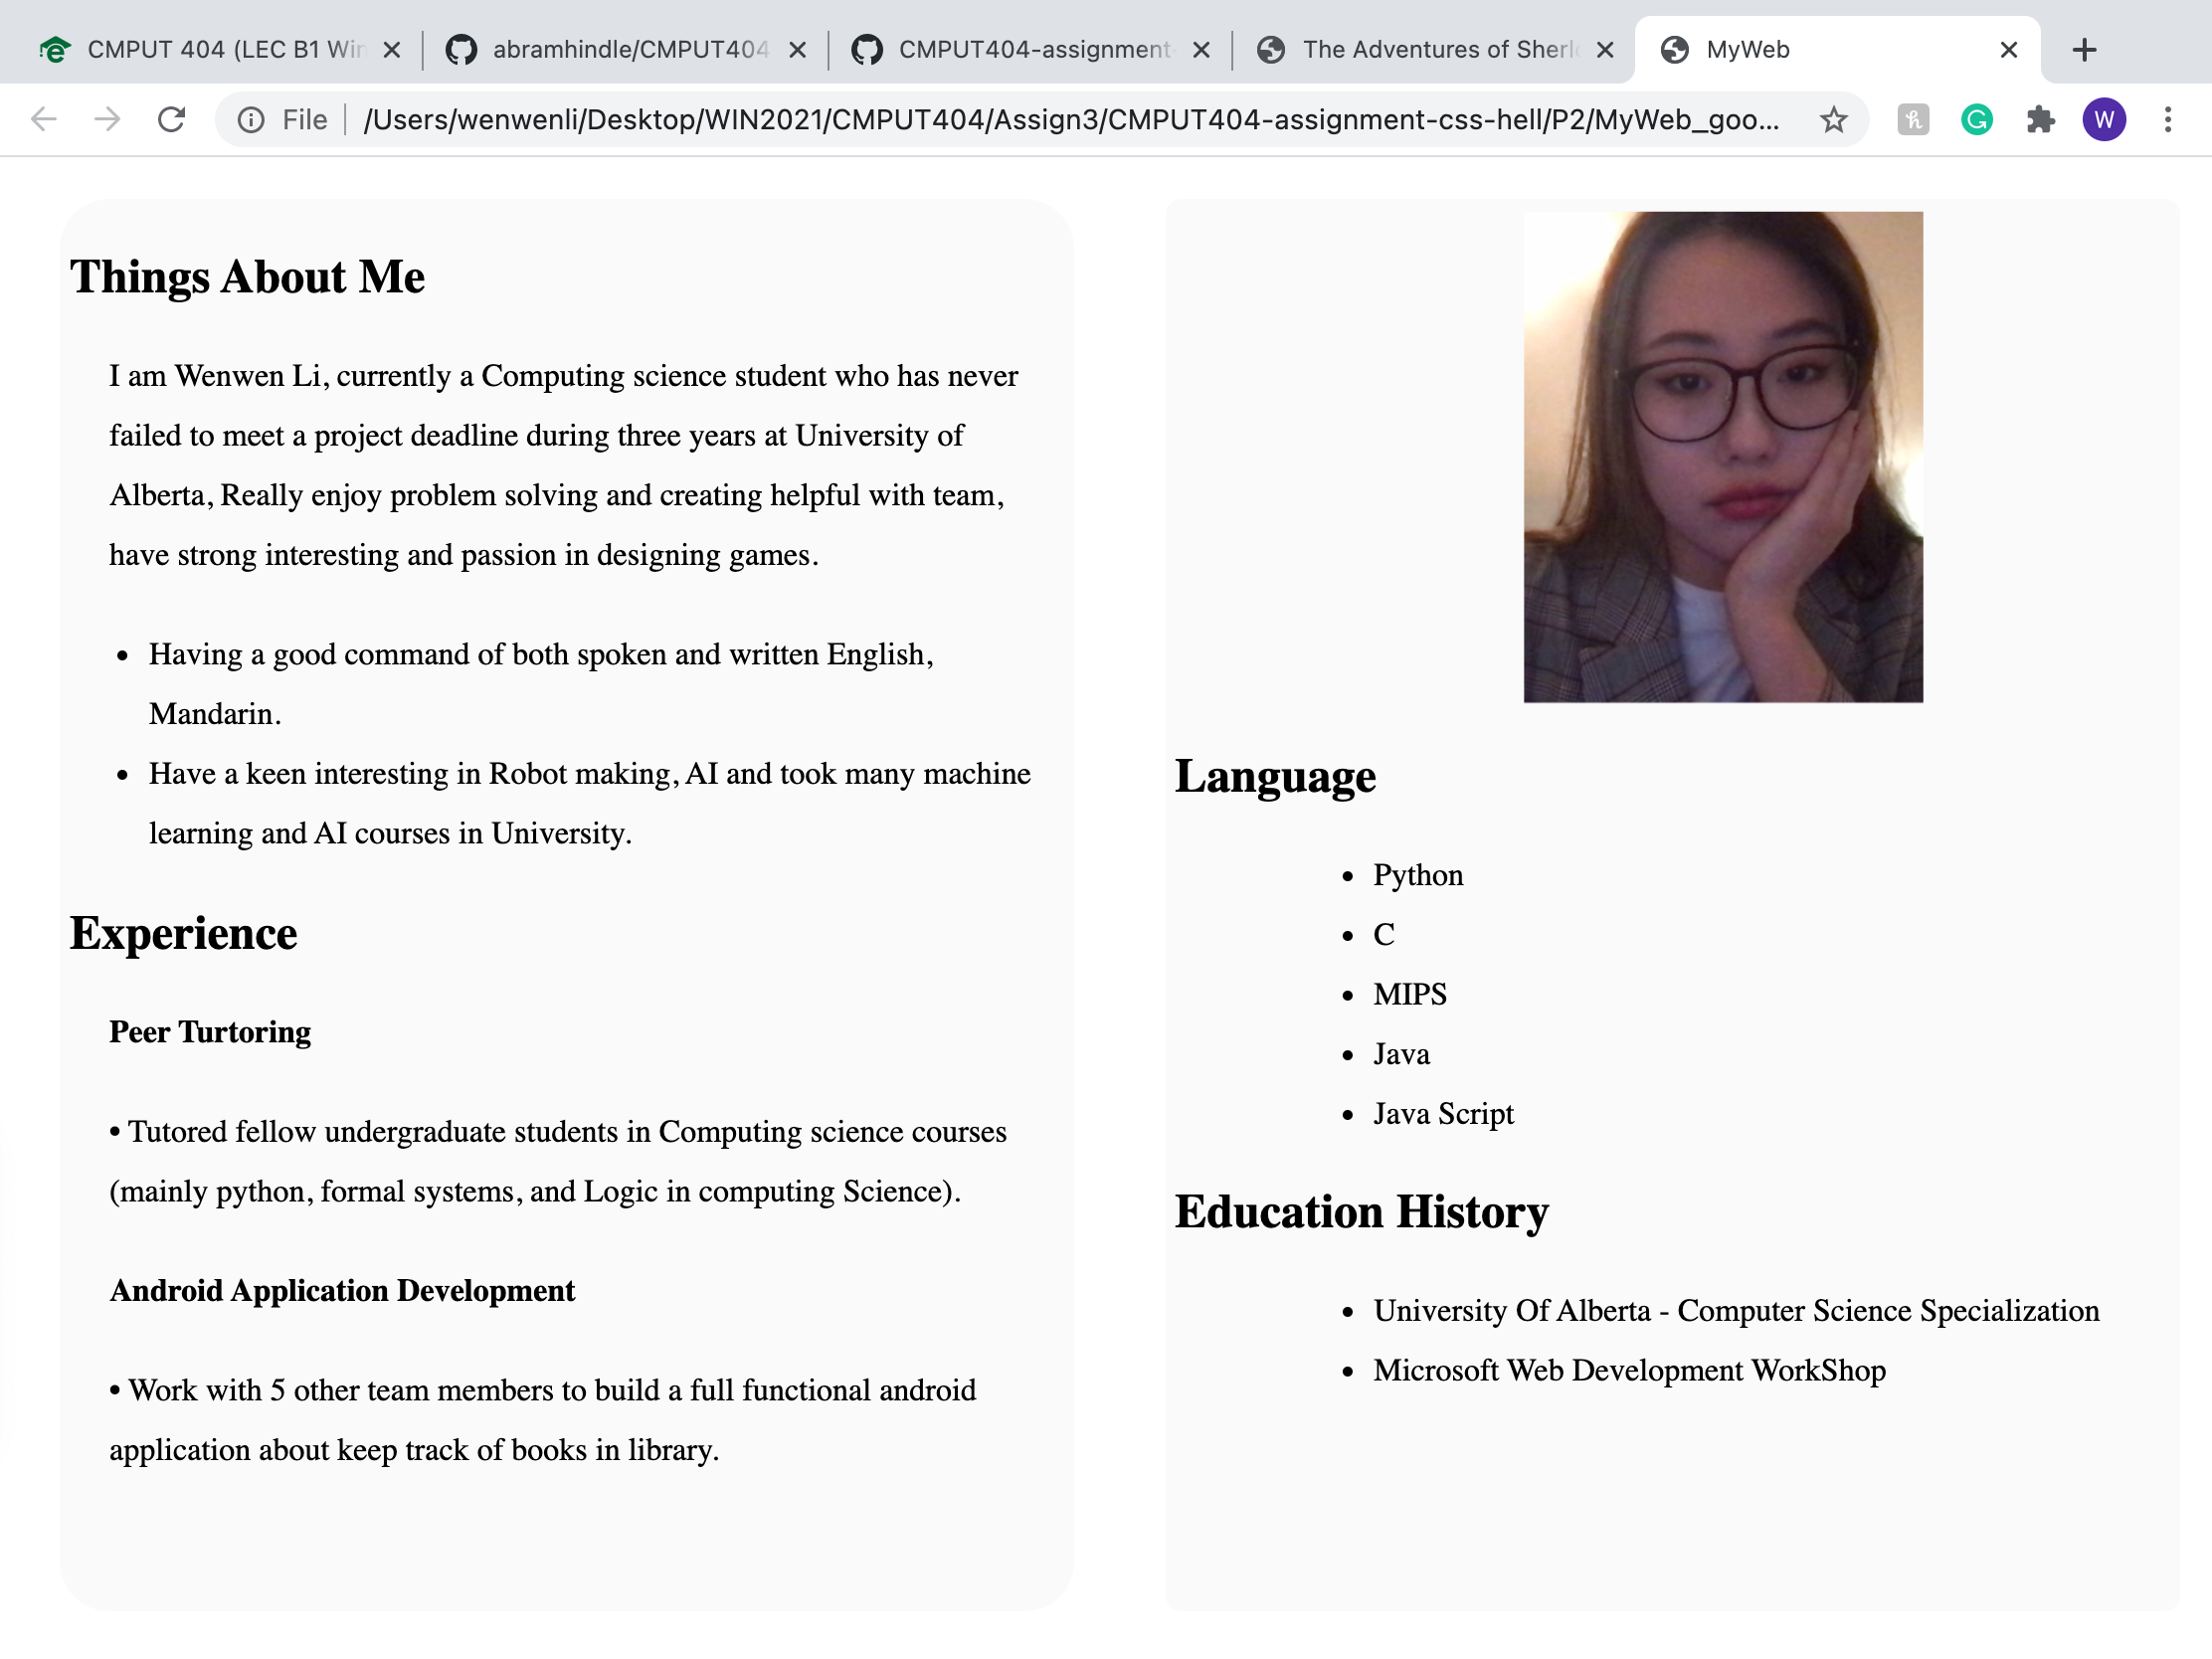 CMPUT 404 (LEC B1 Win
abramhindle/CMPUT404
CMPUT404-assignment-
The Adventures of Sherlo
MyWeb
File
/Users/wenwenli/Desktop/WIN2021/CMPUT404/Assign3/CMPUT404-assignment-css-hell/P2/MyWeb_goo...
W
Things About Me
I am Wenwen Li, currently a Computing science student who has never
failed to meet a project deadline during three years at University of
Alberta, Really enjoy problem solving and creating helpful with team,
have strong interesting and passion in designing games.
• Having a good command of both spoken and written English,
Mandarin.
• Have a keen interesting in Robot making, AI and took many machine
learning and AI courses in University.
Experience
Peer Turtoring
• Tutored fellow undergraduate students in Computing science courses
(mainly python, formal systems, and Logic in computing Science).
Android Application Development
• Work with 5 other team members to build a full functional android
application about keep track of books in library.
Language
• Python
• C
• MIPS
• Java
• Java Script
Education History
• University Of Alberta - Computer Science Specialization
• Microsoft Web Development WorkShop